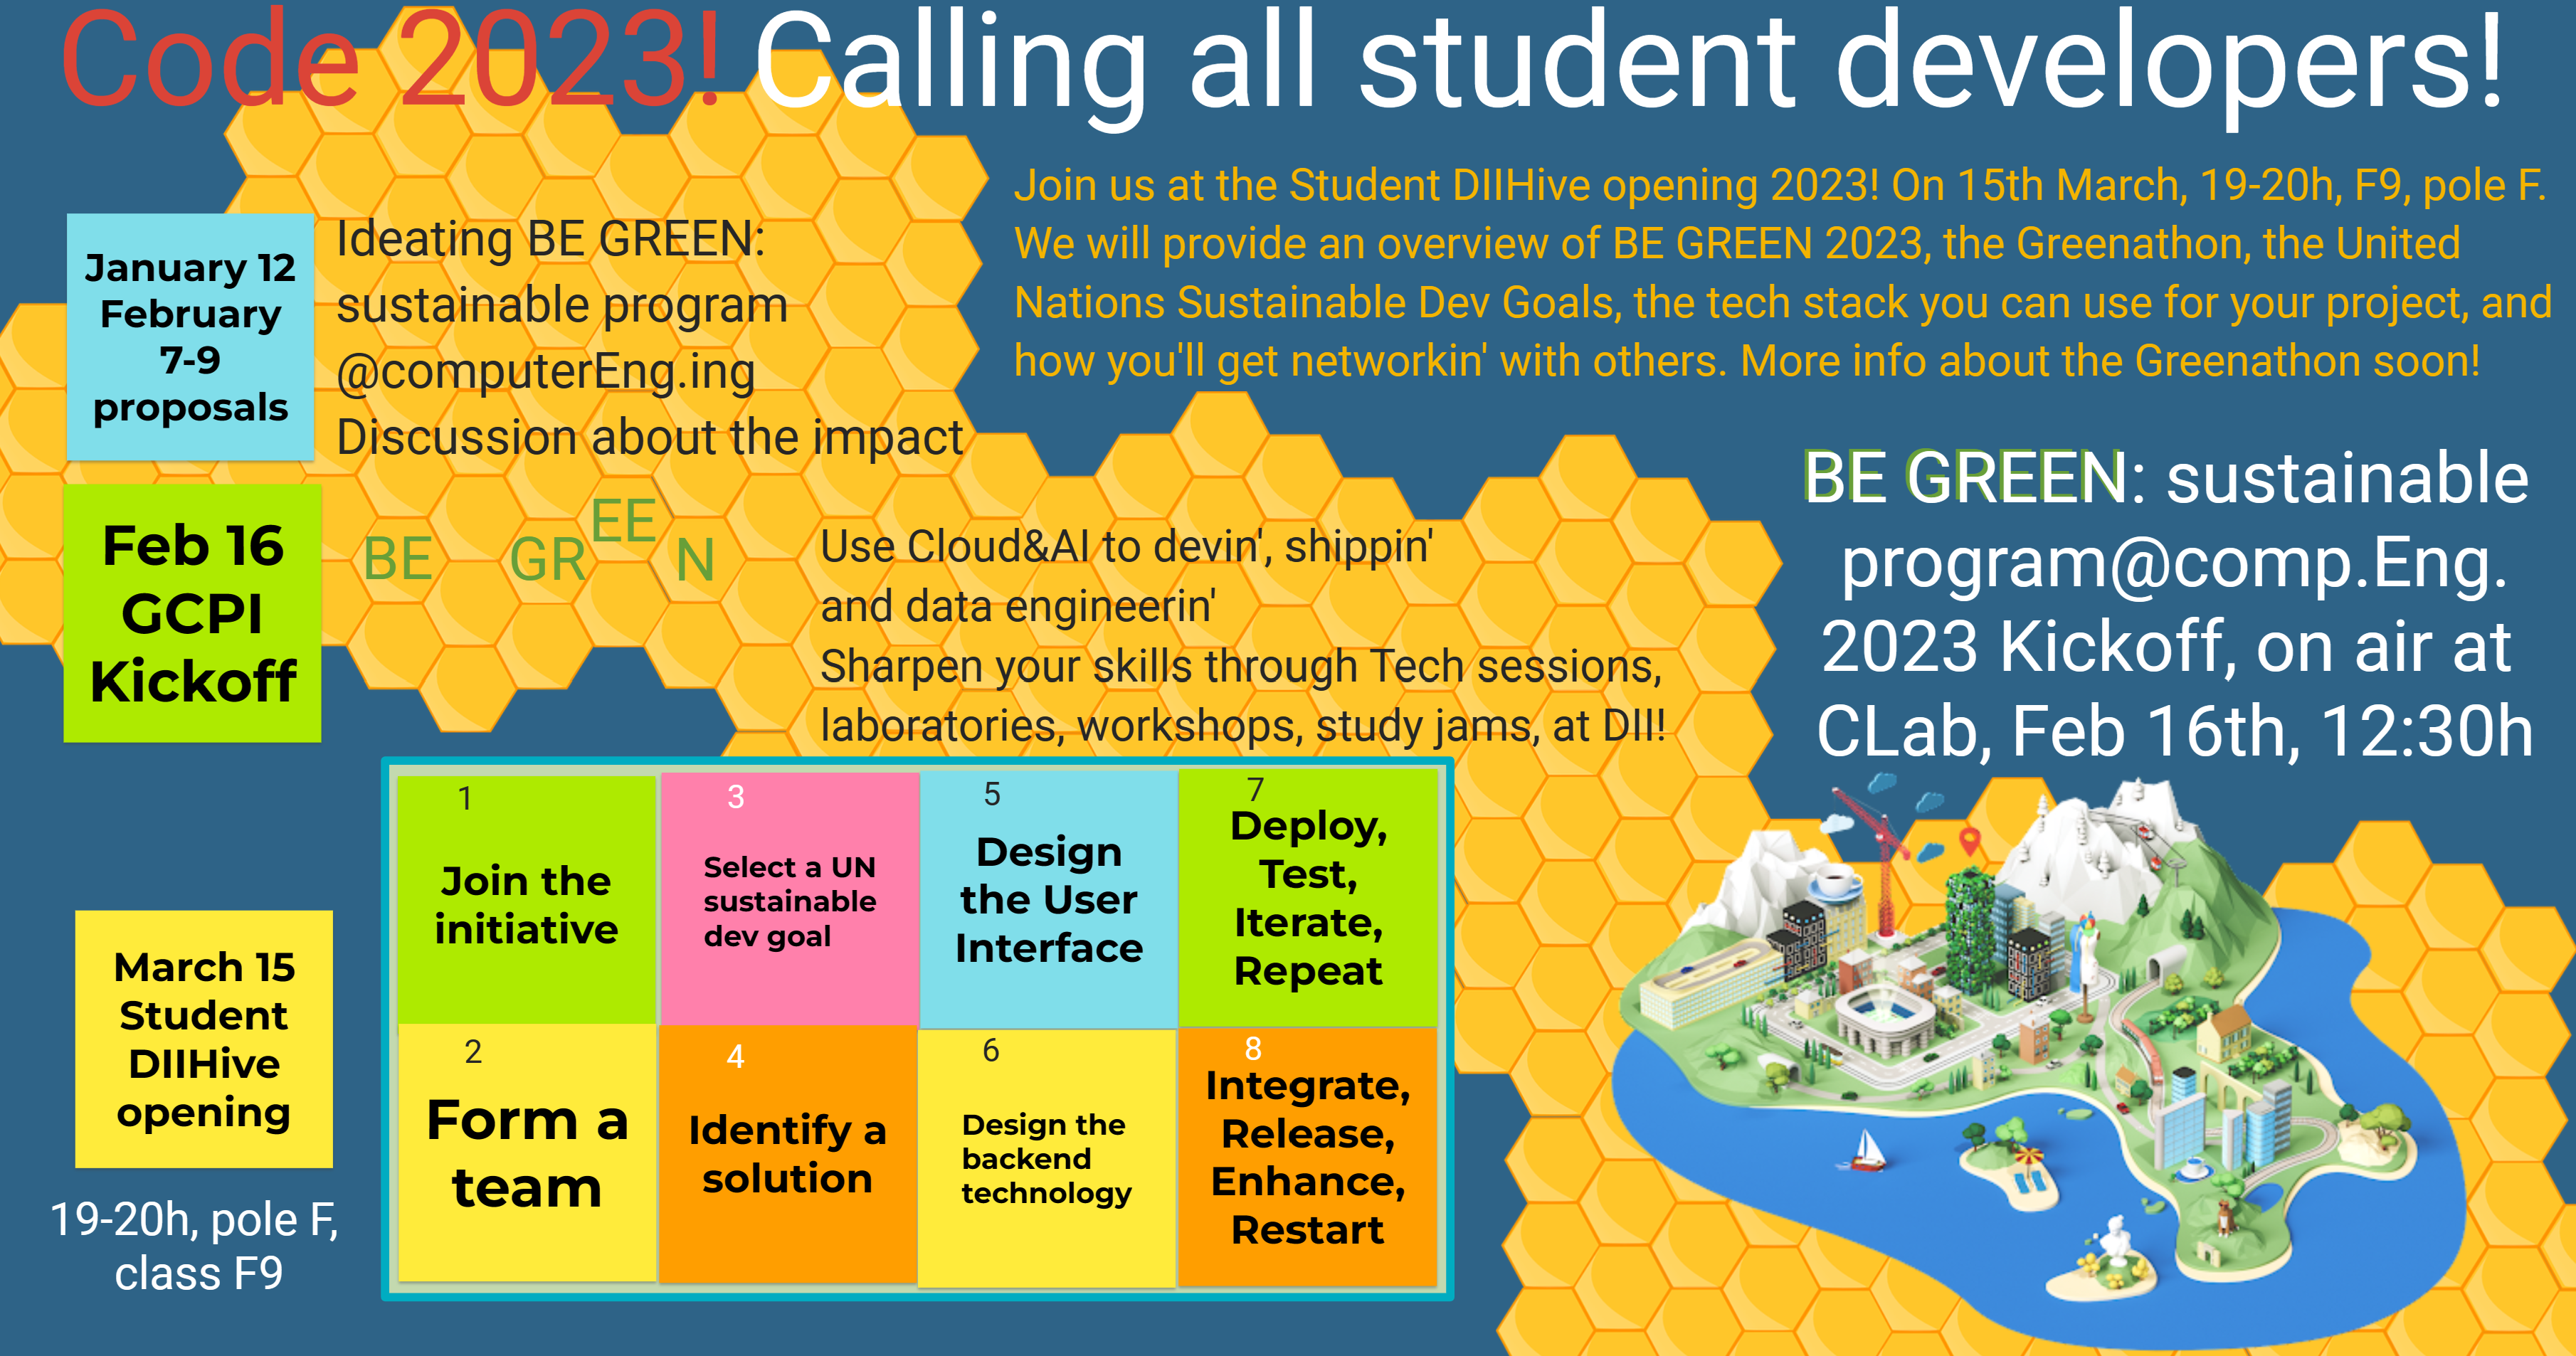 Code 2023! Calling all student developers!
Join us at the Student DIIHive opening 2023! On 15th March, 19-20h, F9, pole F.
We will provide an overview of BE GREEN 2023, the Greenathon, the United
Nations Sustainable Dev Goals, the tech stack you can use for your project, and
how you'll get networkin' with others. More info about the Greenathon soon!
January 12
February
7-9
proposals
Ideating BE GREEN:
sustainable program
@computerEng.ing
Discussion about the impact
Feb 16
GCPI
Kickoff
BE GREEN
Use Cloud&AI to devin', shippin'
and data engineerin'
Sharpen your skills through Tech sessions,
laboratories, workshops, study jams, at DII!
BE GREEN: sustainable
program@comp.Eng.
2023 Kickoff, on air at
CLab, Feb 16th, 12:30h
March 15
Student
DIIHive
opening
19-20h, pole F,
class F9
1
Join the
initiative
2
Form a
team
3
Select a UN
sustainable
dev goal
4
Identify a
solution
5
Design
the User
Interface
6
Design the
backend
technology
7
Deploy,
Test,
Iterate,
Repeat
8
Integrate,
Release,
Enhance,
Restart